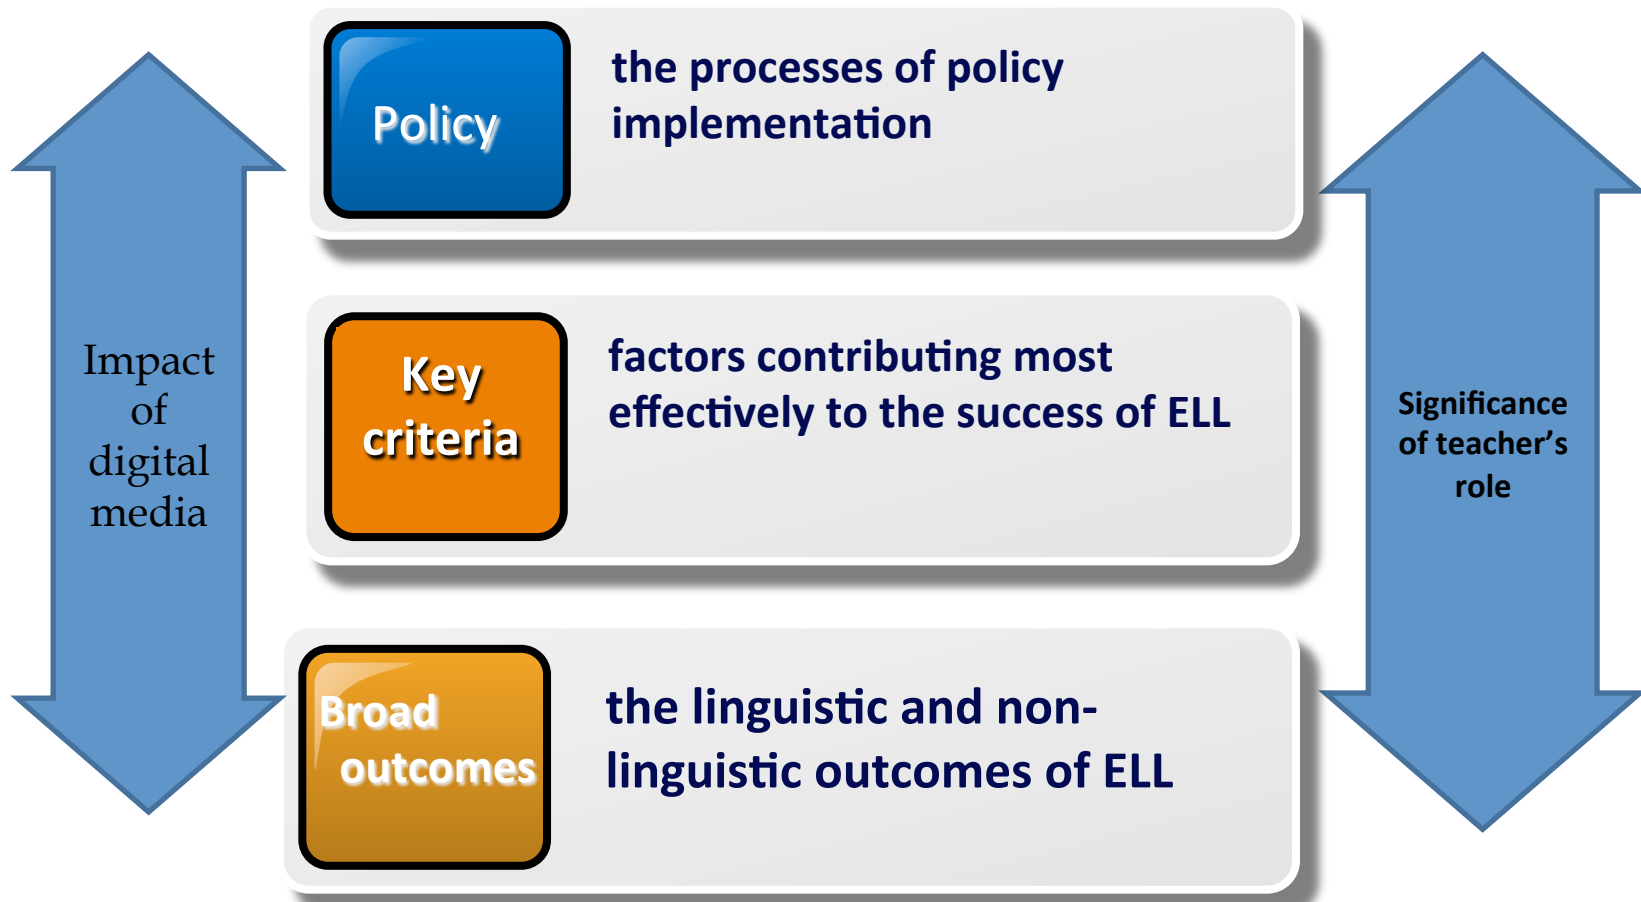 Impact
of
digital
media
Policy
the processes of policy
implementation
Key
criteria
factors contributing most
effectively to the success of ELL
Broad
outcomes
the linguistic and non-
linguistic outcomes of ELL
Significance
of teacher’s
role